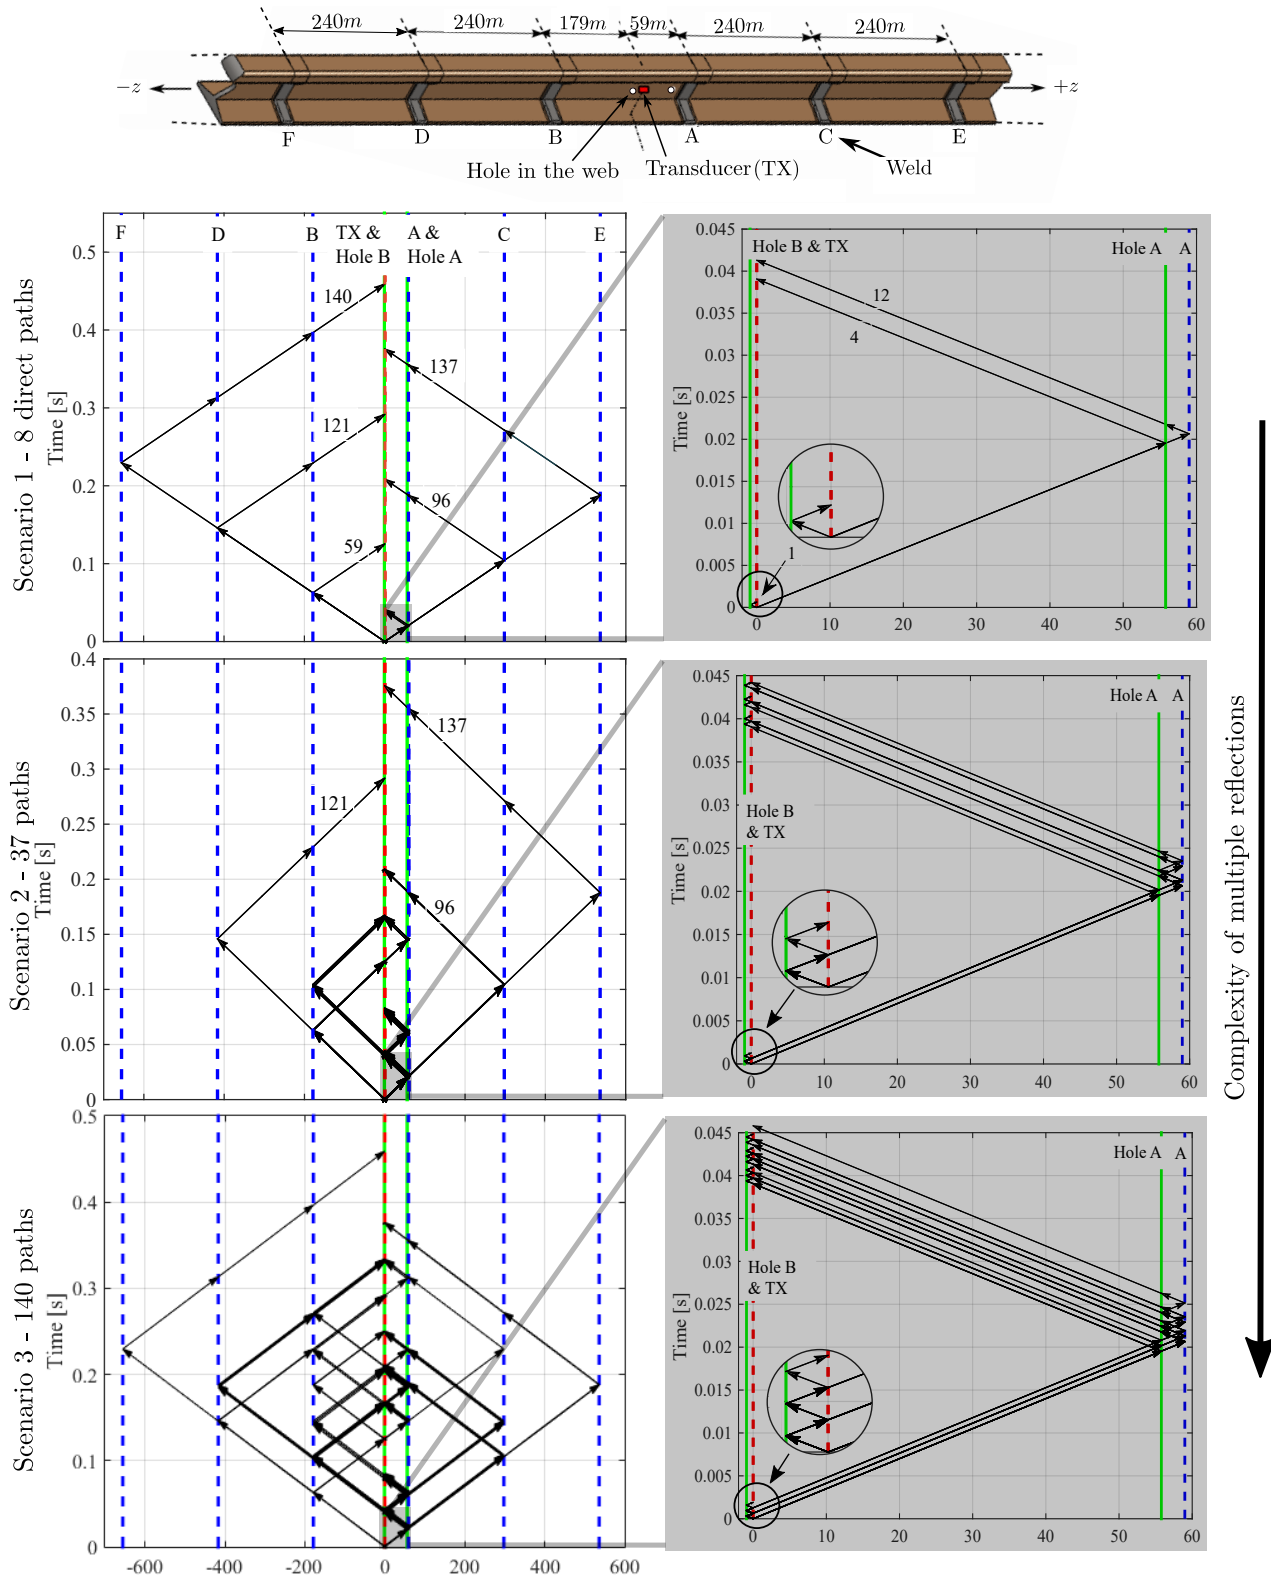 240m 240m 179m 59m 240m 240m
−z +z
F D B A C E
Hole in the web Transducer(TX) Weld
Scenario 1 - 8 direct paths
Time [s]
F D B TX & A & C E
Hole B Hole A
0.5
0.4
0.3
0.2
0.1
0
140
137
121
96
59
Time [s]
0.045
0.04
0.035
0.03
0.025
0.02
0.015
0.01
0.005
0
Hole B & TX Hole A A
12
4
1
0 10 20 30 40 50 60
Scenario 2 - 37 paths
Time [s]
0.4
0.35
0.3
0.25
0.2
0.15
0.1
0.05
0
137
121
96
Time [s]
0.045
0.04
0.035
0.03
0.025
0.02
0.015
0.01
0.005
0
Hole A A
Hole B
& TX
0 10 20 30 40 50 60
Scenario 3 - 140 paths
Time [s]
0.5
0.4
0.3
0.2
0.1
0
-600 -400 -200 0 200 400 600
Time [s]
0.045
0.04
0.035
0.03
0.025
0.02
0.015
0.01
0.005
0
Hole A A
Hole B
& TX
0 10 20 30 40 50 60
Complexity of multiple reflections